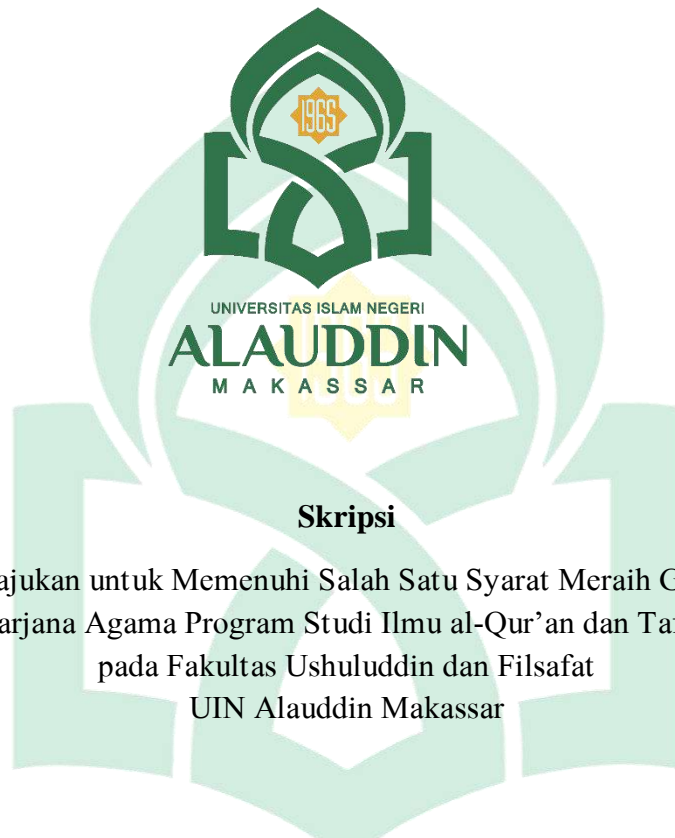 1965
UNIVERSITAS ISLAM NEGERI
ALAUDDIN
MAKASSAR
Skripsi
ajukan untuk Memenuhi Salah Satu Syarat Meraih G
arjana Agama Program Studi Ilmu al-Qur’an dan Ta
pada Fakultas Ushuluddin dan Filsafat
UIN Alauddin Makassar